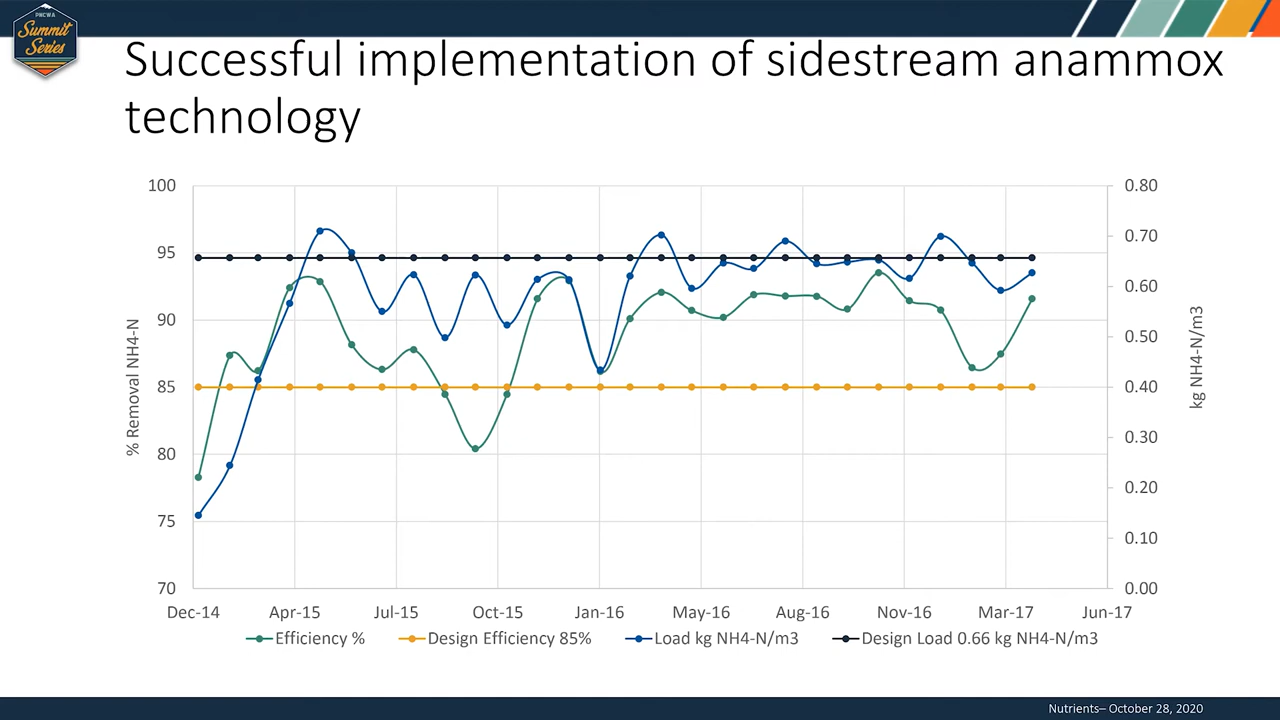 PNCWA
Summit
Series
Successful implementation of sidestream anammox
technology
100
95
90
85
80
75
70
% Removal NH4-N
0.80
0.70
0.60
0.50
0.40
0.30
0.20
0.10
0.00
kg NH4-N/m3
Dec-14 Apr-15 Jul-15 Oct-15 Jan-16 May-16 Aug-16 Nov-16 Mar-17 Jun-17
Efficiency % Design Efficiency 85% Load kg NH4-N/m3 Design Load 0.66 kg NH4-N/m3
Nutrients– October 28, 2020